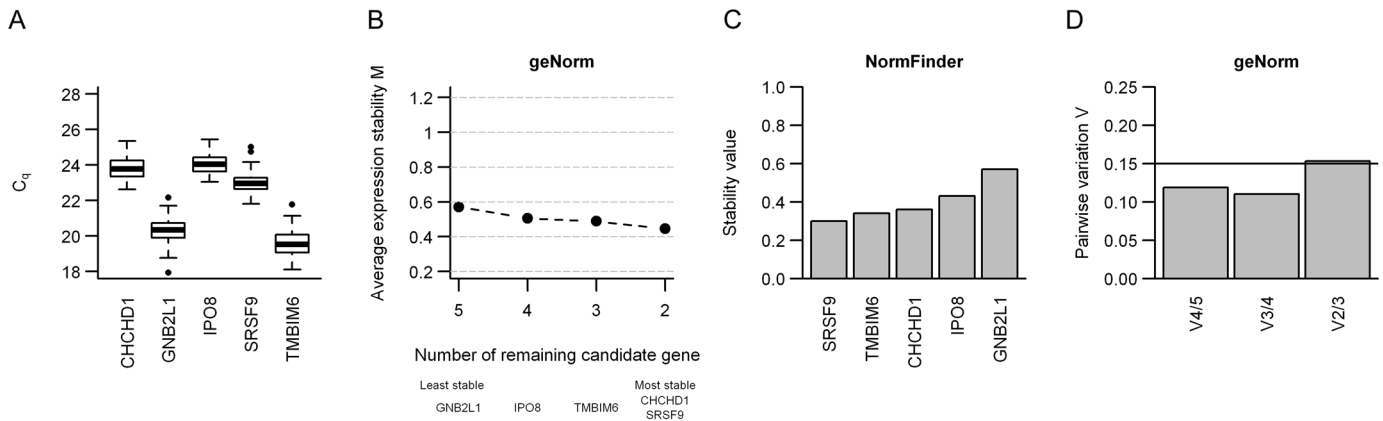 A
28
26
24
22
20
18
Cq
CHCHD1
GNB2L1
IPO8
SRSF9
TMBIM6
B
geNorm
Average expression stability M
1.2
1
0.8
0.6
0.4
0.2
5 4 3 2
Number of remaining candidate gene
Least stable Most stable
GNB2L1 IPO8 TMBIM6 CHCHD1
SRSF9
C
NormFinder
Stability value
1.0
0.8
0.6
0.4
0.2
0.0
SRSF9
TMBIM6
CHCHD1
IPO8
GNB2L1
D
geNorm
Pairwise variation V
0.25
0.20
0.15
0.10
0.05
0.00
V4/5
V3/4
V2/3